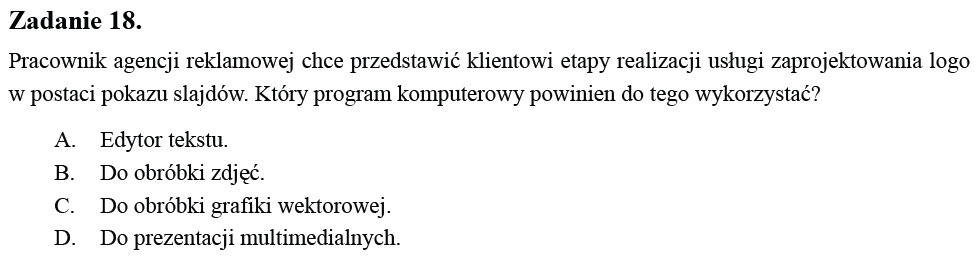 Zadanie 18.
Pracownik agencji reklamowej chce przedstawić klientowi etapy realizacji usługi zaprojektowania logo
w postaci pokazu slajdów. Który program komputerowy powinien do tego wykorzystać?
A. Edytor tekstu.
B. Do obróbki zdjęć.
C. Do obróbki grafiki wektorowej.
D. Do prezentacji multimedialnych.